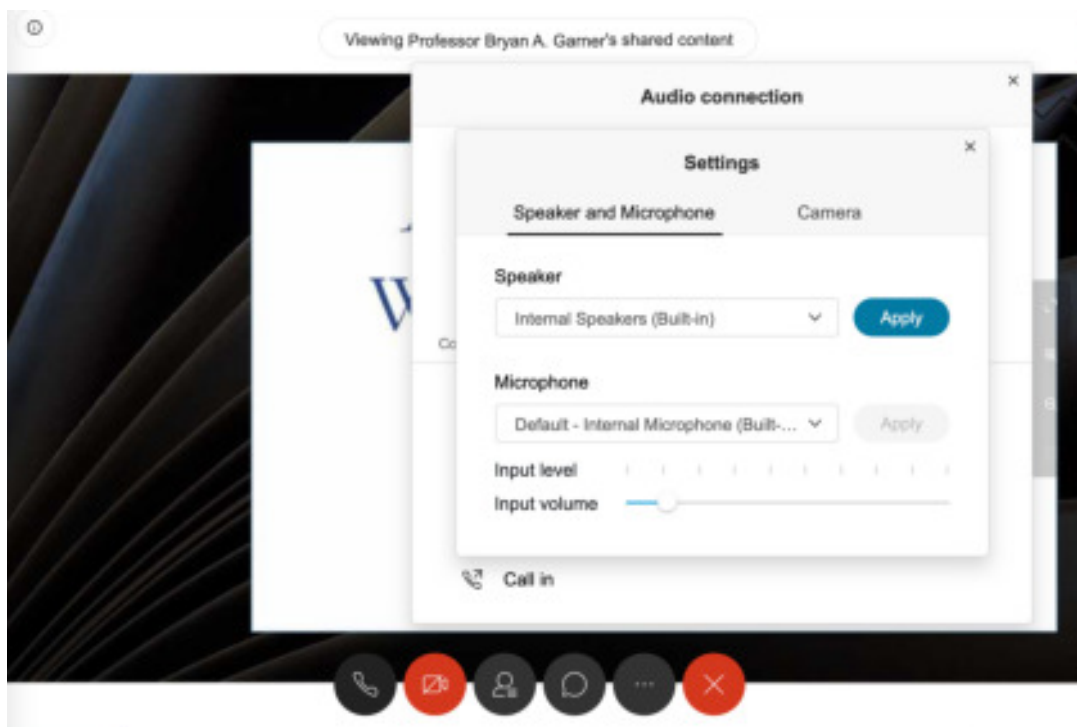 Viewing Professor Bryan A. Garner's shared content
Audio connection
Settings
Speaker and Microphone Camera
Speaker
Internal Speakers (Built-in) Apply
W
Co
Microphone
Default - Internal Microphone (Built-... Apply
Input level
Input volume
Call in